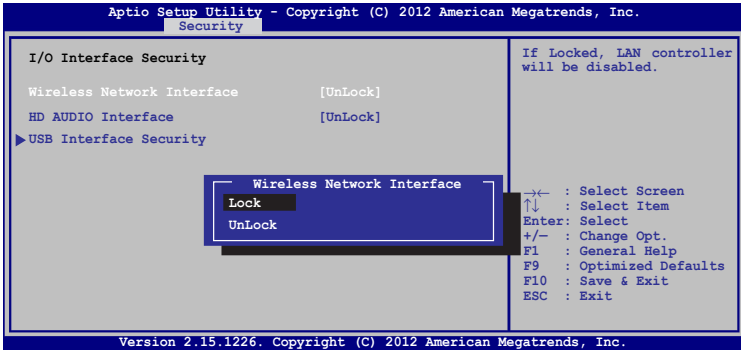 Aptio Setup Utility - Copyright (C) 2012 American Megatrends, Inc.
Security
I/O Interface Security
Wireless Network Interface [UnLock]
HD AUDIO Interface [UnLock]
USB Interface Security
If Locked, LAN controller
will be disabled.
Wireless Network Interface
Lock
UnLock
→← : Select Screen
↑↓ : Select Item
Enter: Select
+/— : Change Opt.
F1 : General Help
F9 : Optimized Defaults
F10 : Save & Exit
ESC : Exit
Version 2.15.1226. Copyright (C) 2012 American Megatrends, Inc.